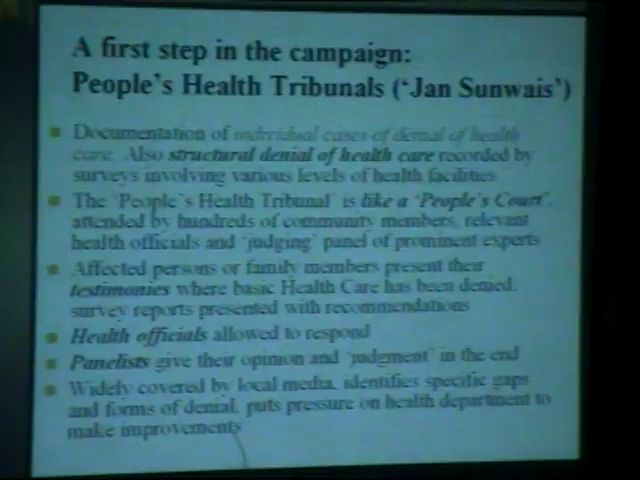 A first step in the campaign:
People's Health Tribunals ('Jan Sunwais')
Documentation of individual cases of denial of health
care. Also structural denial of health care recorded by
surveys involving various levels of health facilities
The 'People's Health Tribunal' is like a 'People's Court',
attended by hundreds of community members, relevant
health officials and 'judging' panel of prominent experts
Affected persons or family members present their
testimonies where basic Health Care has been denied;
survey reports presented with recommendations
Health officials allowed to respond
Panelists give their opinion and 'judgment' in the end
Widely covered by local media, identifies specific gaps
and forms of denial, puts pressure on health department to
make improvements